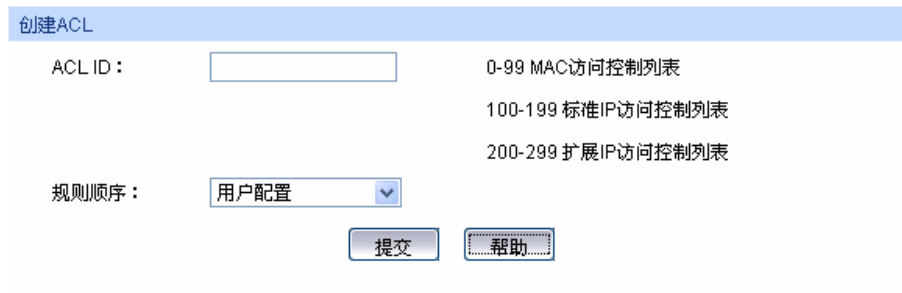 创建ACL
ACL ID：
0-99 MAC访问控制列表
100-199 标准IP访问控制列表
200-299 扩展IP访问控制列表
规则顺序：
用户配置
提交
帮助